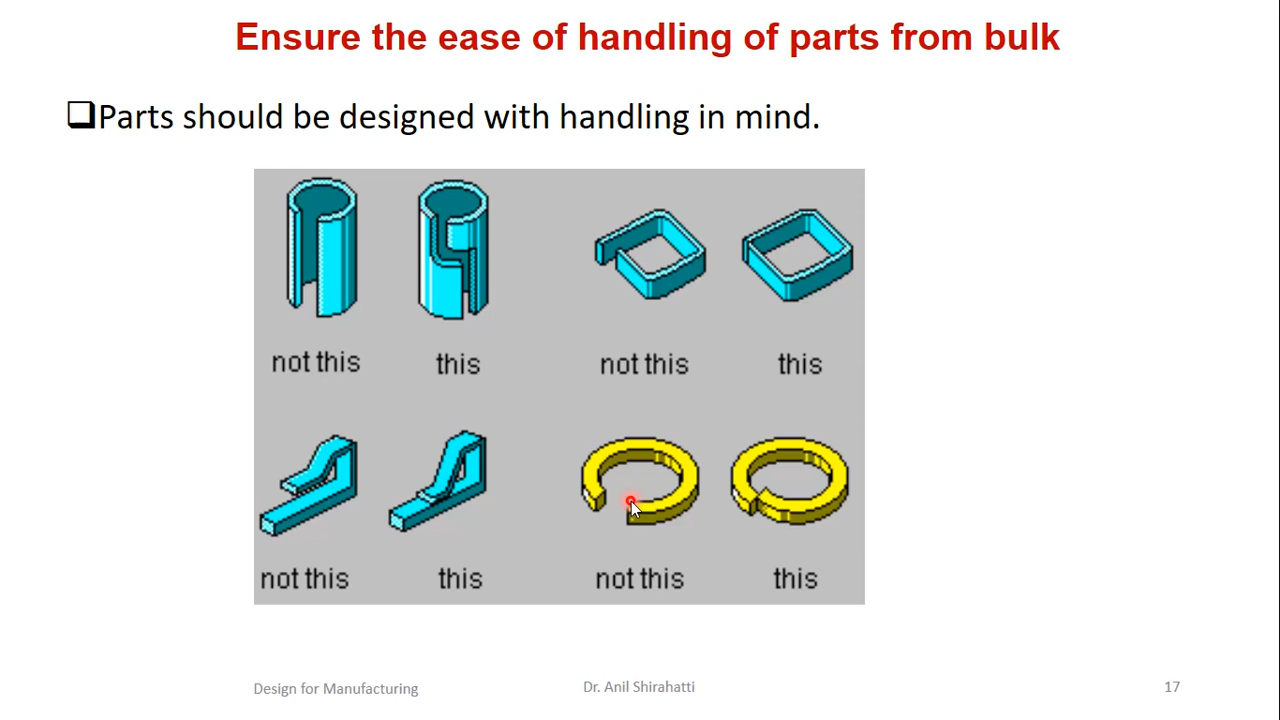 Ensure the ease of handling of parts from bulk
❑Parts should be designed with handling in mind.
not this this not this this
not this this not this this
Design for Manufacturing Dr. Anil Shirahatti 17